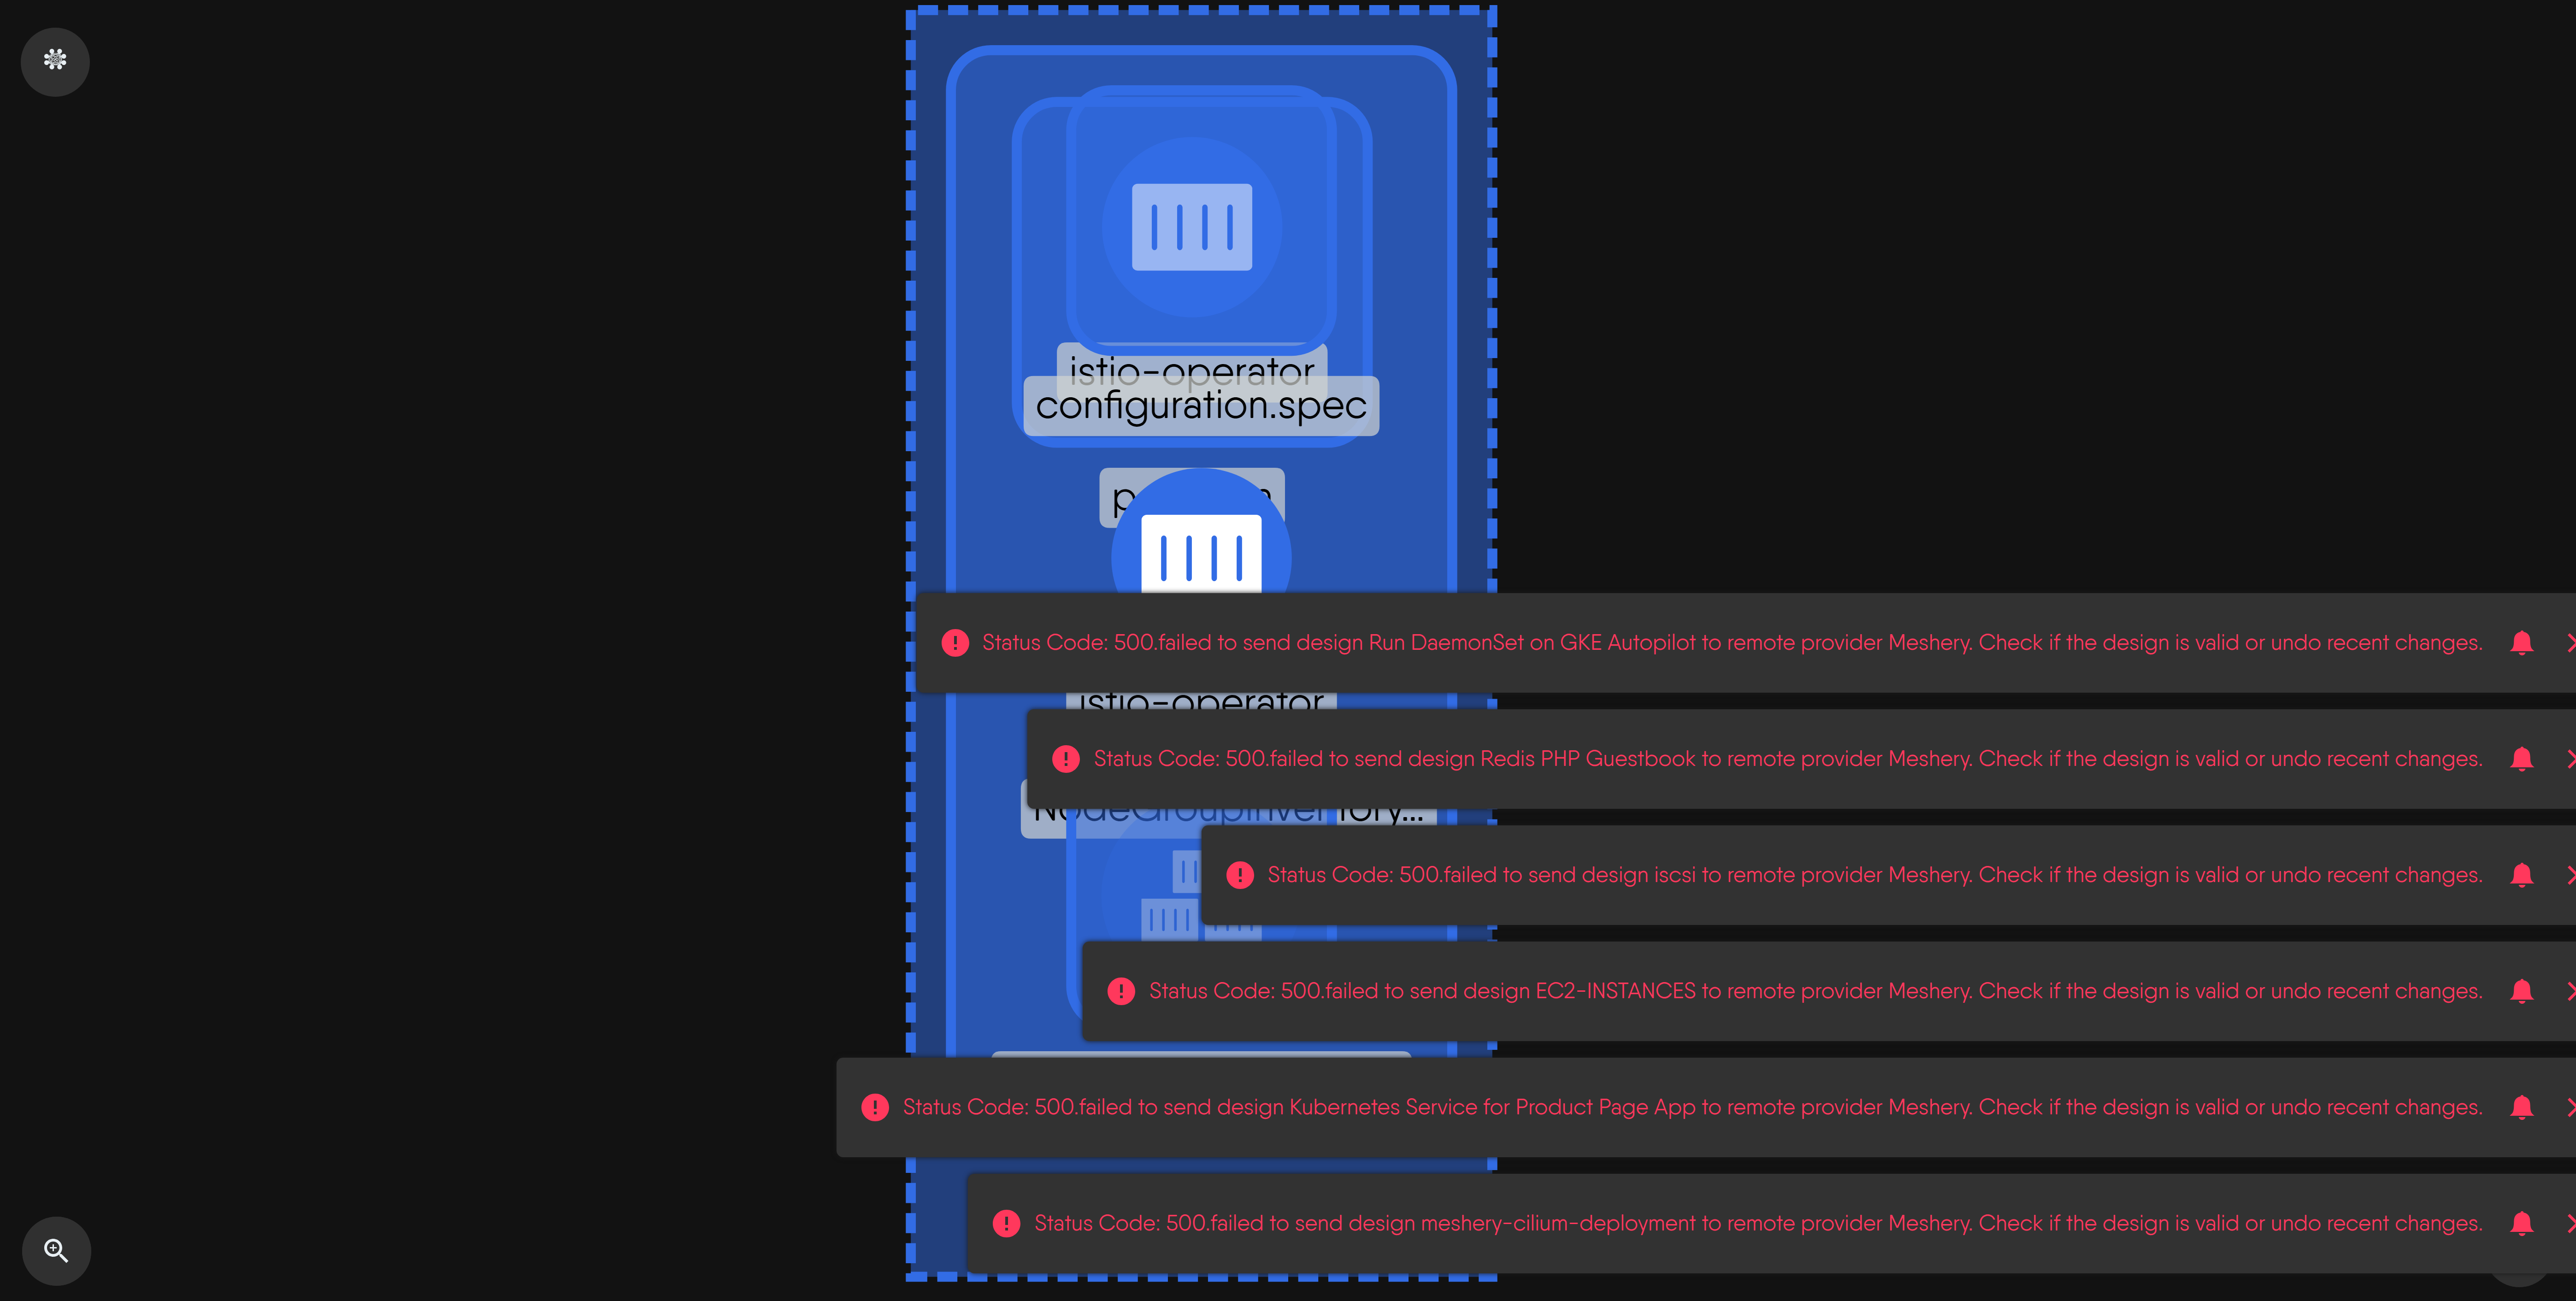 istio-operator
configuration.spec
Status Code: 500.failed to send design Run DaemonSet on GKE Autopilot to remote provider Meshery. Check if the design is valid or undo recent changes.
istio-operator
Status Code: 500.failed to send design Redis PHP Guestbook to remote provider Meshery. Check if the design is valid or undo recent changes.
Status Code: 500.failed to send design iscsi to remote provider Meshery. Check if the design is valid or undo recent changes.
Status Code: 500.failed to send design EC2-INSTANCES to remote provider Meshery. Check if the design is valid or undo recent changes.
Status Code: 500.failed to send design Kubernetes Service for Product Page App to remote provider Meshery. Check if the design is valid or undo recent changes.
Status Code: 500.failed to send design meshery-cilium-deployment to remote provider Meshery. Check if the design is valid or undo recent changes.